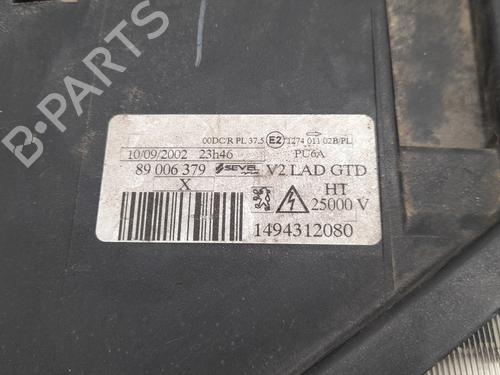 00DC/R PL 37.5 E2 1274 011 02B/PL
10/09/2002 23h46 PU6A
89 006 379 SEVEL V2 LAD GTD
X HT
25000 V
1494312080
B-PARTS